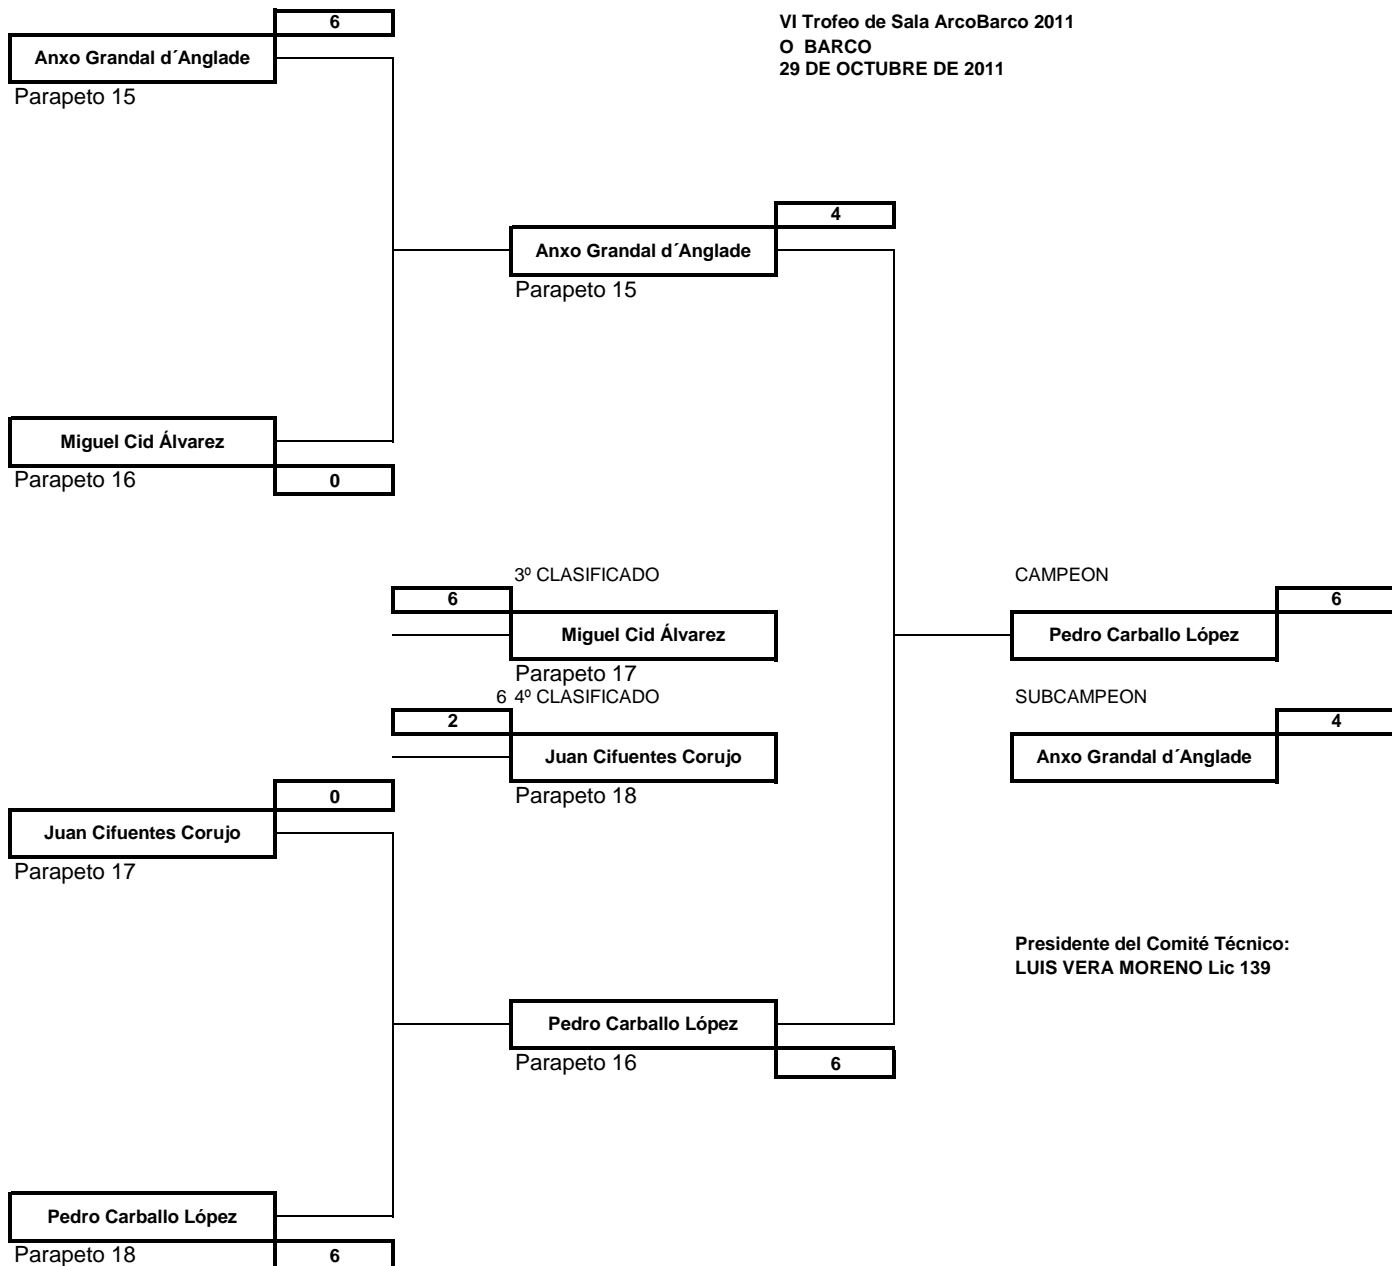 6
VI Trofeo de Sala ArcoBarco 2011
Anxo Grandal d´Anglade
O BARCO
29 DE OCTUBRE DE 2011
Parapeto 15
4
Anxo Grandal d´Anglade
Parapeto 15
Miguel Cid Álvarez
Parapeto 16
0
3º CLASIFICADO
CAMPEON
6
6
Miguel Cid Álvarez
Pedro Carballo López
Parapeto 17
6 4º CLASIFICADO
SUBCAMPEON
2
4
Juan Cifuentes Corujo
Anxo Grandal d´Anglade
Parapeto 18
0
Juan Cifuentes Corujo
Parapeto 17
Presidente del Comité Técnico:
LUIS VERA MORENO Lic 139
Pedro Carballo López
Parapeto 16
6
Pedro Carballo López
Parapeto 18
6